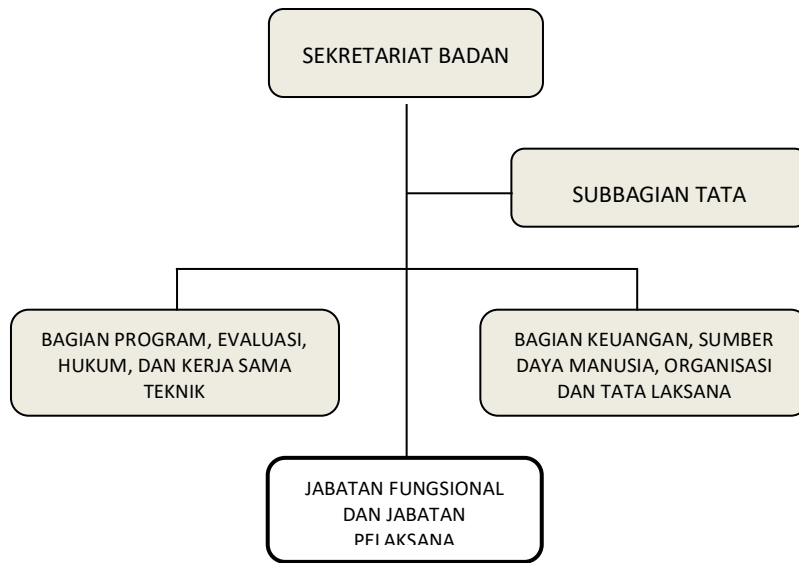 SEKRETARIAT BADAN
SUBBAGIAN TATA
BAGIAN PROGRAM, EVALUASI,
HUKUM, DAN KERJA SAMA
TEKNIK
BAGIAN KEUANGAN, SUMBER
DAYA MANUSIA, ORGANISASI
DAN TATA LAKSANA
JABATAN FUNGSIONAL
DAN JABATAN
PELAKSANA